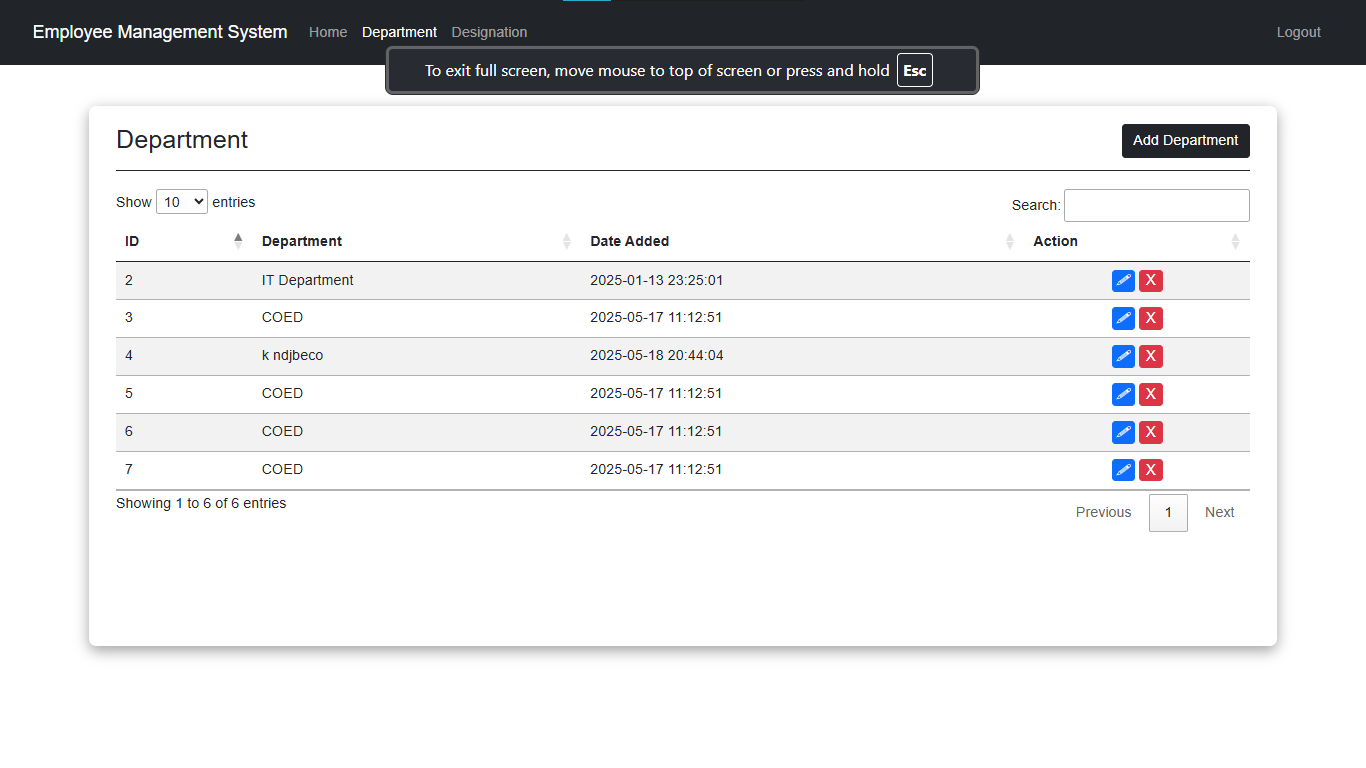 Employee Management System Home Department Designation Logout
To exit full screen, move mouse to top of screen or press and hold Esc
Department Add Department
Show 10 entries Search:
ID Department Date Added Action
2 IT Department 2025-01-13 23:25:01 X
3 COED 2025-05-17 11:12:51 X
4 k ndjbeco 2025-05-18 20:44:04 X
5 COED 2025-05-17 11:12:51 X
6 COED 2025-05-17 11:12:51 X
7 COED 2025-05-17 11:12:51 X
Showing 1 to 6 of 6 entries Previous 1 Next